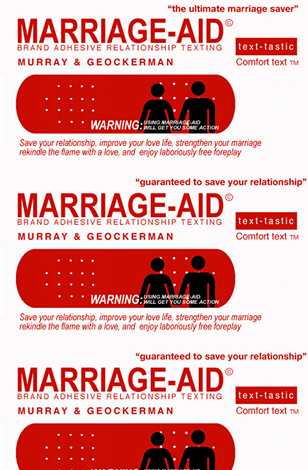 "the ultimate marriage saver"
MARRIAGE-AID©
BRAND ADHESIVE RELATIONSHIP TEXTING
text-tastic
MURRAY & GEOCKERMAN
Comfort text TM
WARNING: USING MARRIAGE-AID
WILL GET YOU SOME ACTION
Save your relationship, improve your love life, strengthen your marriage
rekindle the flame with a love, and enjoy laboriously free foreplay
"guaranteed to save your relationship"
MARRIAGE-AID©
BRAND ADHESIVE RELATIONSHIP TEXTING
text-tastic
MURRAY & GEOCKERMAN
Comfort text TM
WARNING: USING MARRIAGE-AID
WILL GET YOU SOME ACTION
Save your relationship, improve your love life, strengthen your marriage
rekindle the flame with a love, and enjoy laboriously free foreplay
"guaranteed to save your relationship"
MARRIAGE-AID©
BRAND ADHESIVE RELATIONSHIP TEXTING
text-tastic
MURRAY & GEOCKERMAN
Comfort text TM